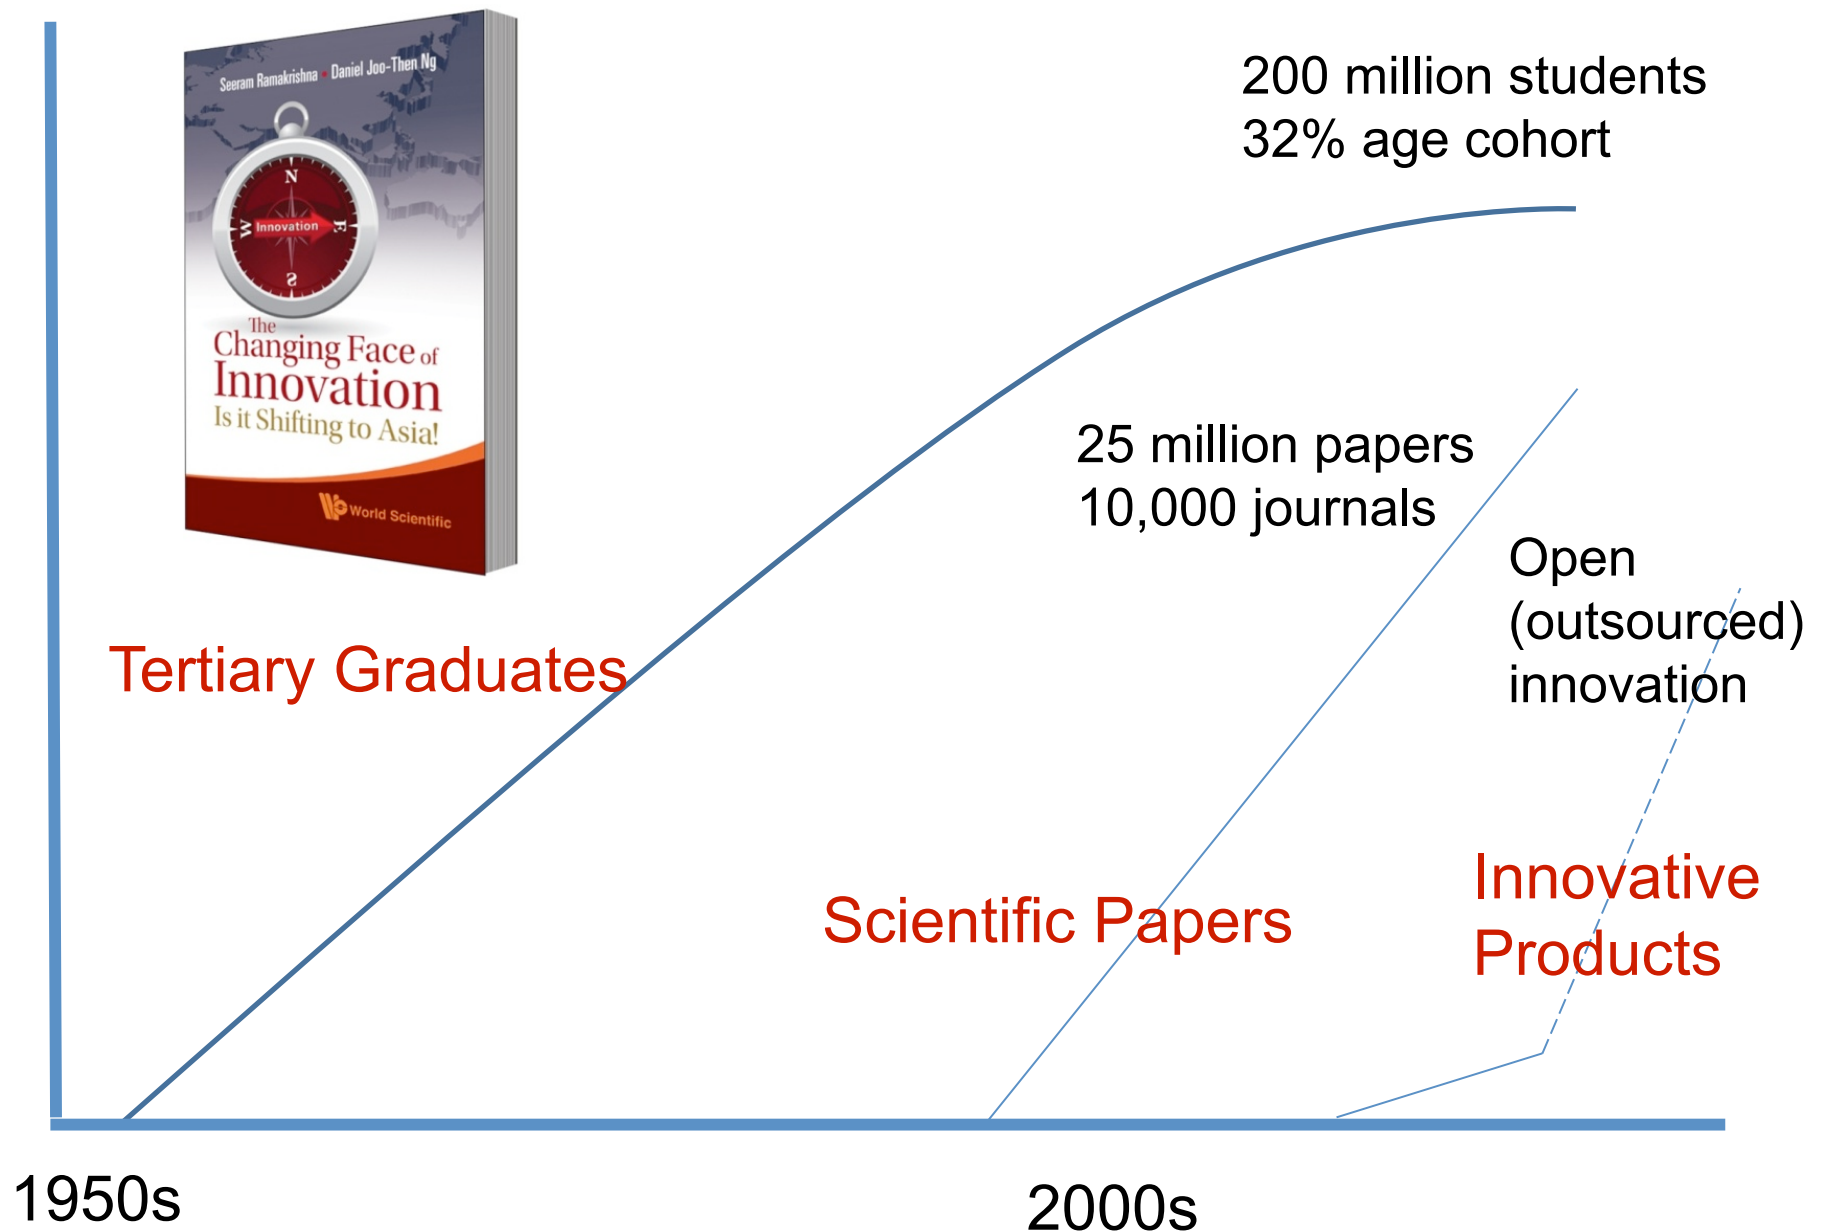 Seeram Ramakrishna • Daniel Joo-Then Ng
N
W Innovation E
S
The
Changing Face of
Innovation
Is it Shifting to Asia!
World Scientific
200 million students
32% age cohort
25 million papers
10,000 journals
Open
(outsourced)
innovation
Tertiary Graduates
Scientific Papers
Innovative
Products
1950s
2000s